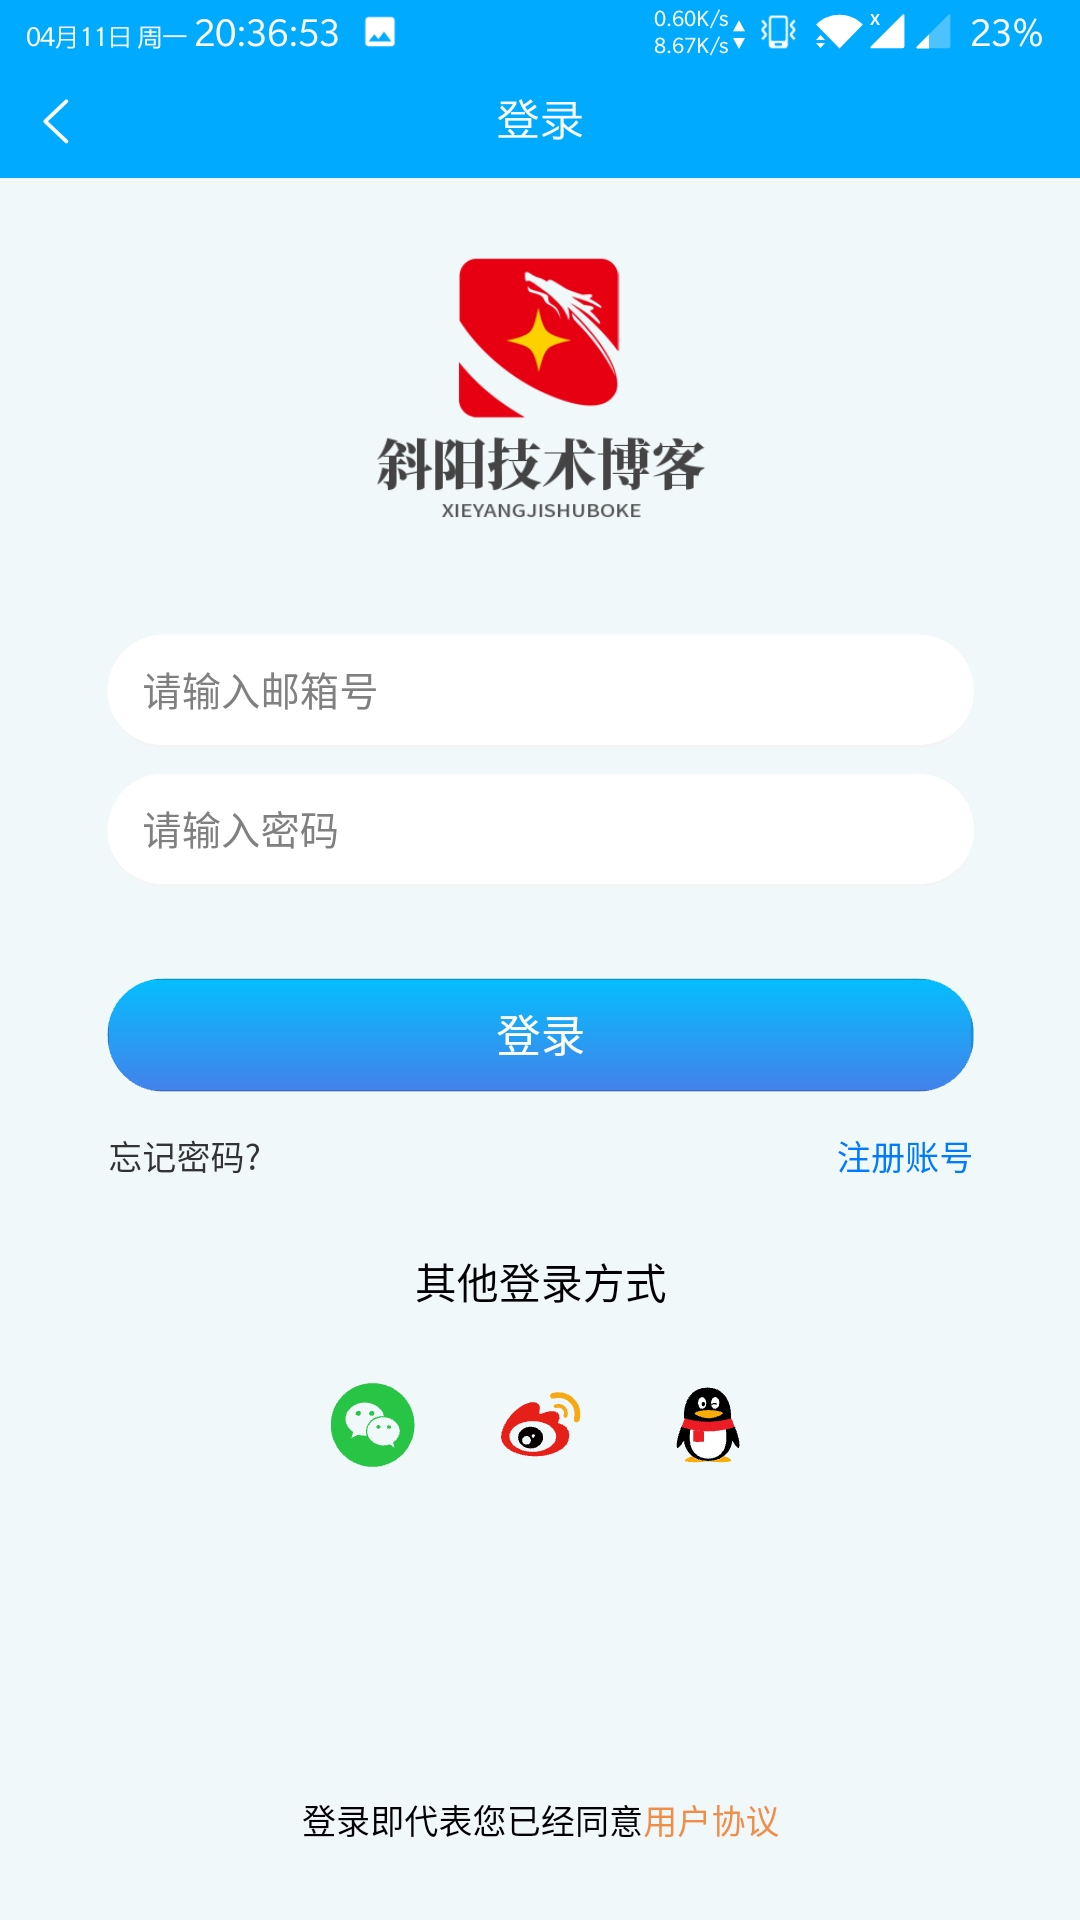 04月11日 周一 20:36:53
0.60K/s
8.67K/s
x
23%
登录
斜阳技术博客
XIEYANGJISHUBOKE
请输入邮箱号
请输入密码
登录
忘记密码? 注册账号
其他登录方式
登录即代表您已经同意用户协议